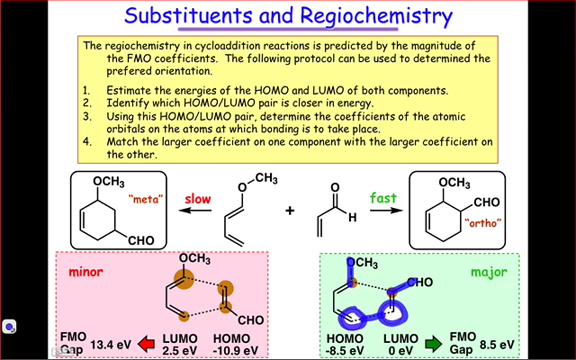 Substituents and Regiochemistry
The regiochemistry in cycloaddition reactions is predicted by the magnitude of
the FMO coefficients. The following protocol can be used to determined the
prefered orientation.
1. Estimate the energies of the HOMO and LUMO of both components.
2. Identify which HOMO/LUMO pair is closer in energy.
3. Using this HOMO/LUMO pair, determine the coefficients of the atomic
orbitals on the atoms at which bonding is to take place.
4. Match the larger coefficient on one component with the larger coefficient on
the other.
OCH3
"meta"
CHO
slow
O CH3
+
O
H
fast
OCH3
CHO
"ortho"
minor
OCH3
CHO
FMO Gap 13.4 eV
LUMO 2.5 eV
HOMO -10.9 eV
major
OCH3
CHO
HOMO -8.5 eV
LUMO 0 eV
FMO Gap 8.5 eV